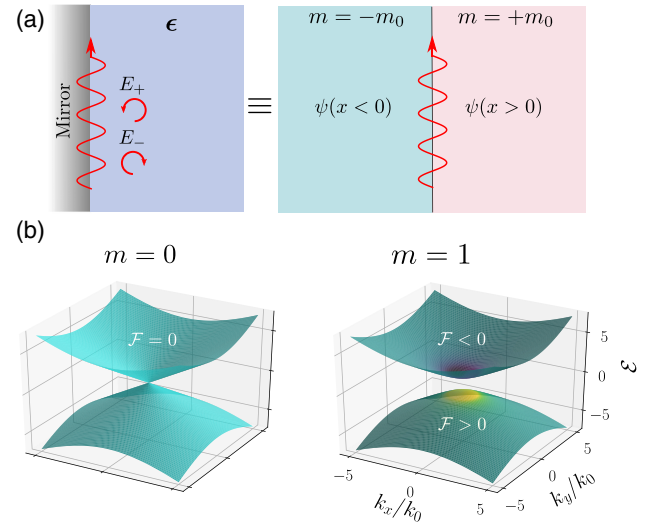 (a)
ϵ
m = −m₀
m = +m₀
Mirror
E₊
E₋
≡
ψ(x < 0)
ψ(x > 0)
(b)
m = 0
m = 1
ℱ = 0
ℱ < 0
ℱ > 0
5
0
−5
ℰ
−5
0
5
kₓ/k₀
−5
0
5
k_y/k₀